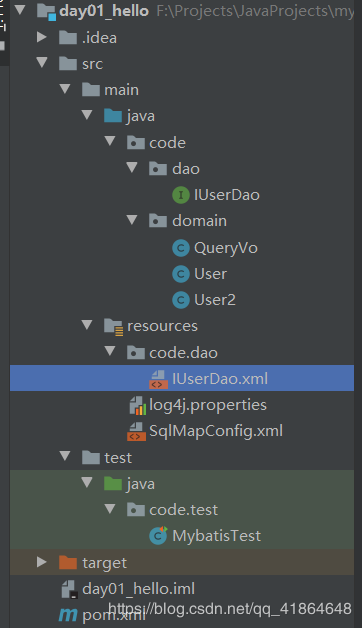 day01_hello F:\Projects\JavaProjects\my
.idea
src
main
java
code
dao
IUserDao
domain
QueryVo
User
User2
resources
code.dao
IUserDao.xml
log4j.properties
SqlMapConfig.xml
test
java
code.test
MybatisTest
target
day01_hello.iml
https://blog.csdn.net/qq_41864648
pom.xml